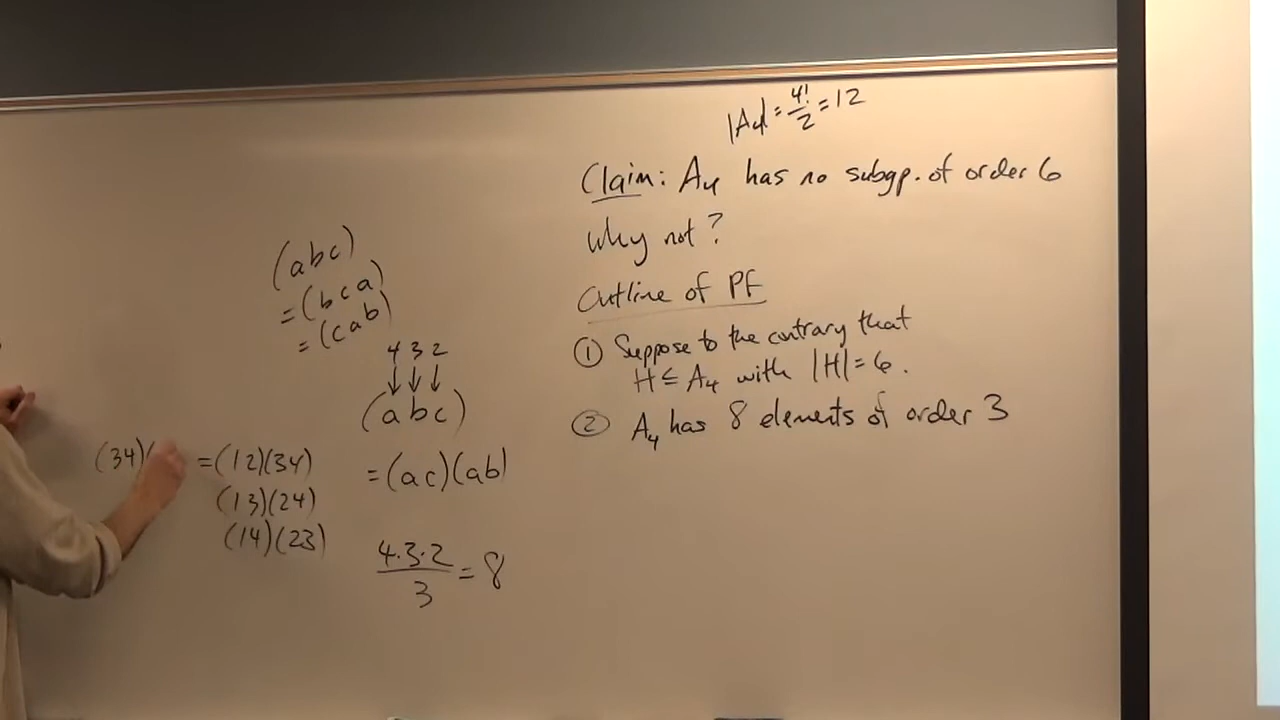 |A₄| = 4!/2 = 12
Claim: A₄ has no subgp. of order 6
Why not?
Outline of PF
① Suppose to the contrary that
H ≤ A₄ with |H| = 6.
② A₄ has 8 elements of order 3
(abc)
= (bca)
= (cab)
4 3 2
↓ ↓ ↓
(abc)
= (ac)(ab)
4·3·2/3 = 8
(34)( = (12)(34)
(13)(24)
(14)(23)